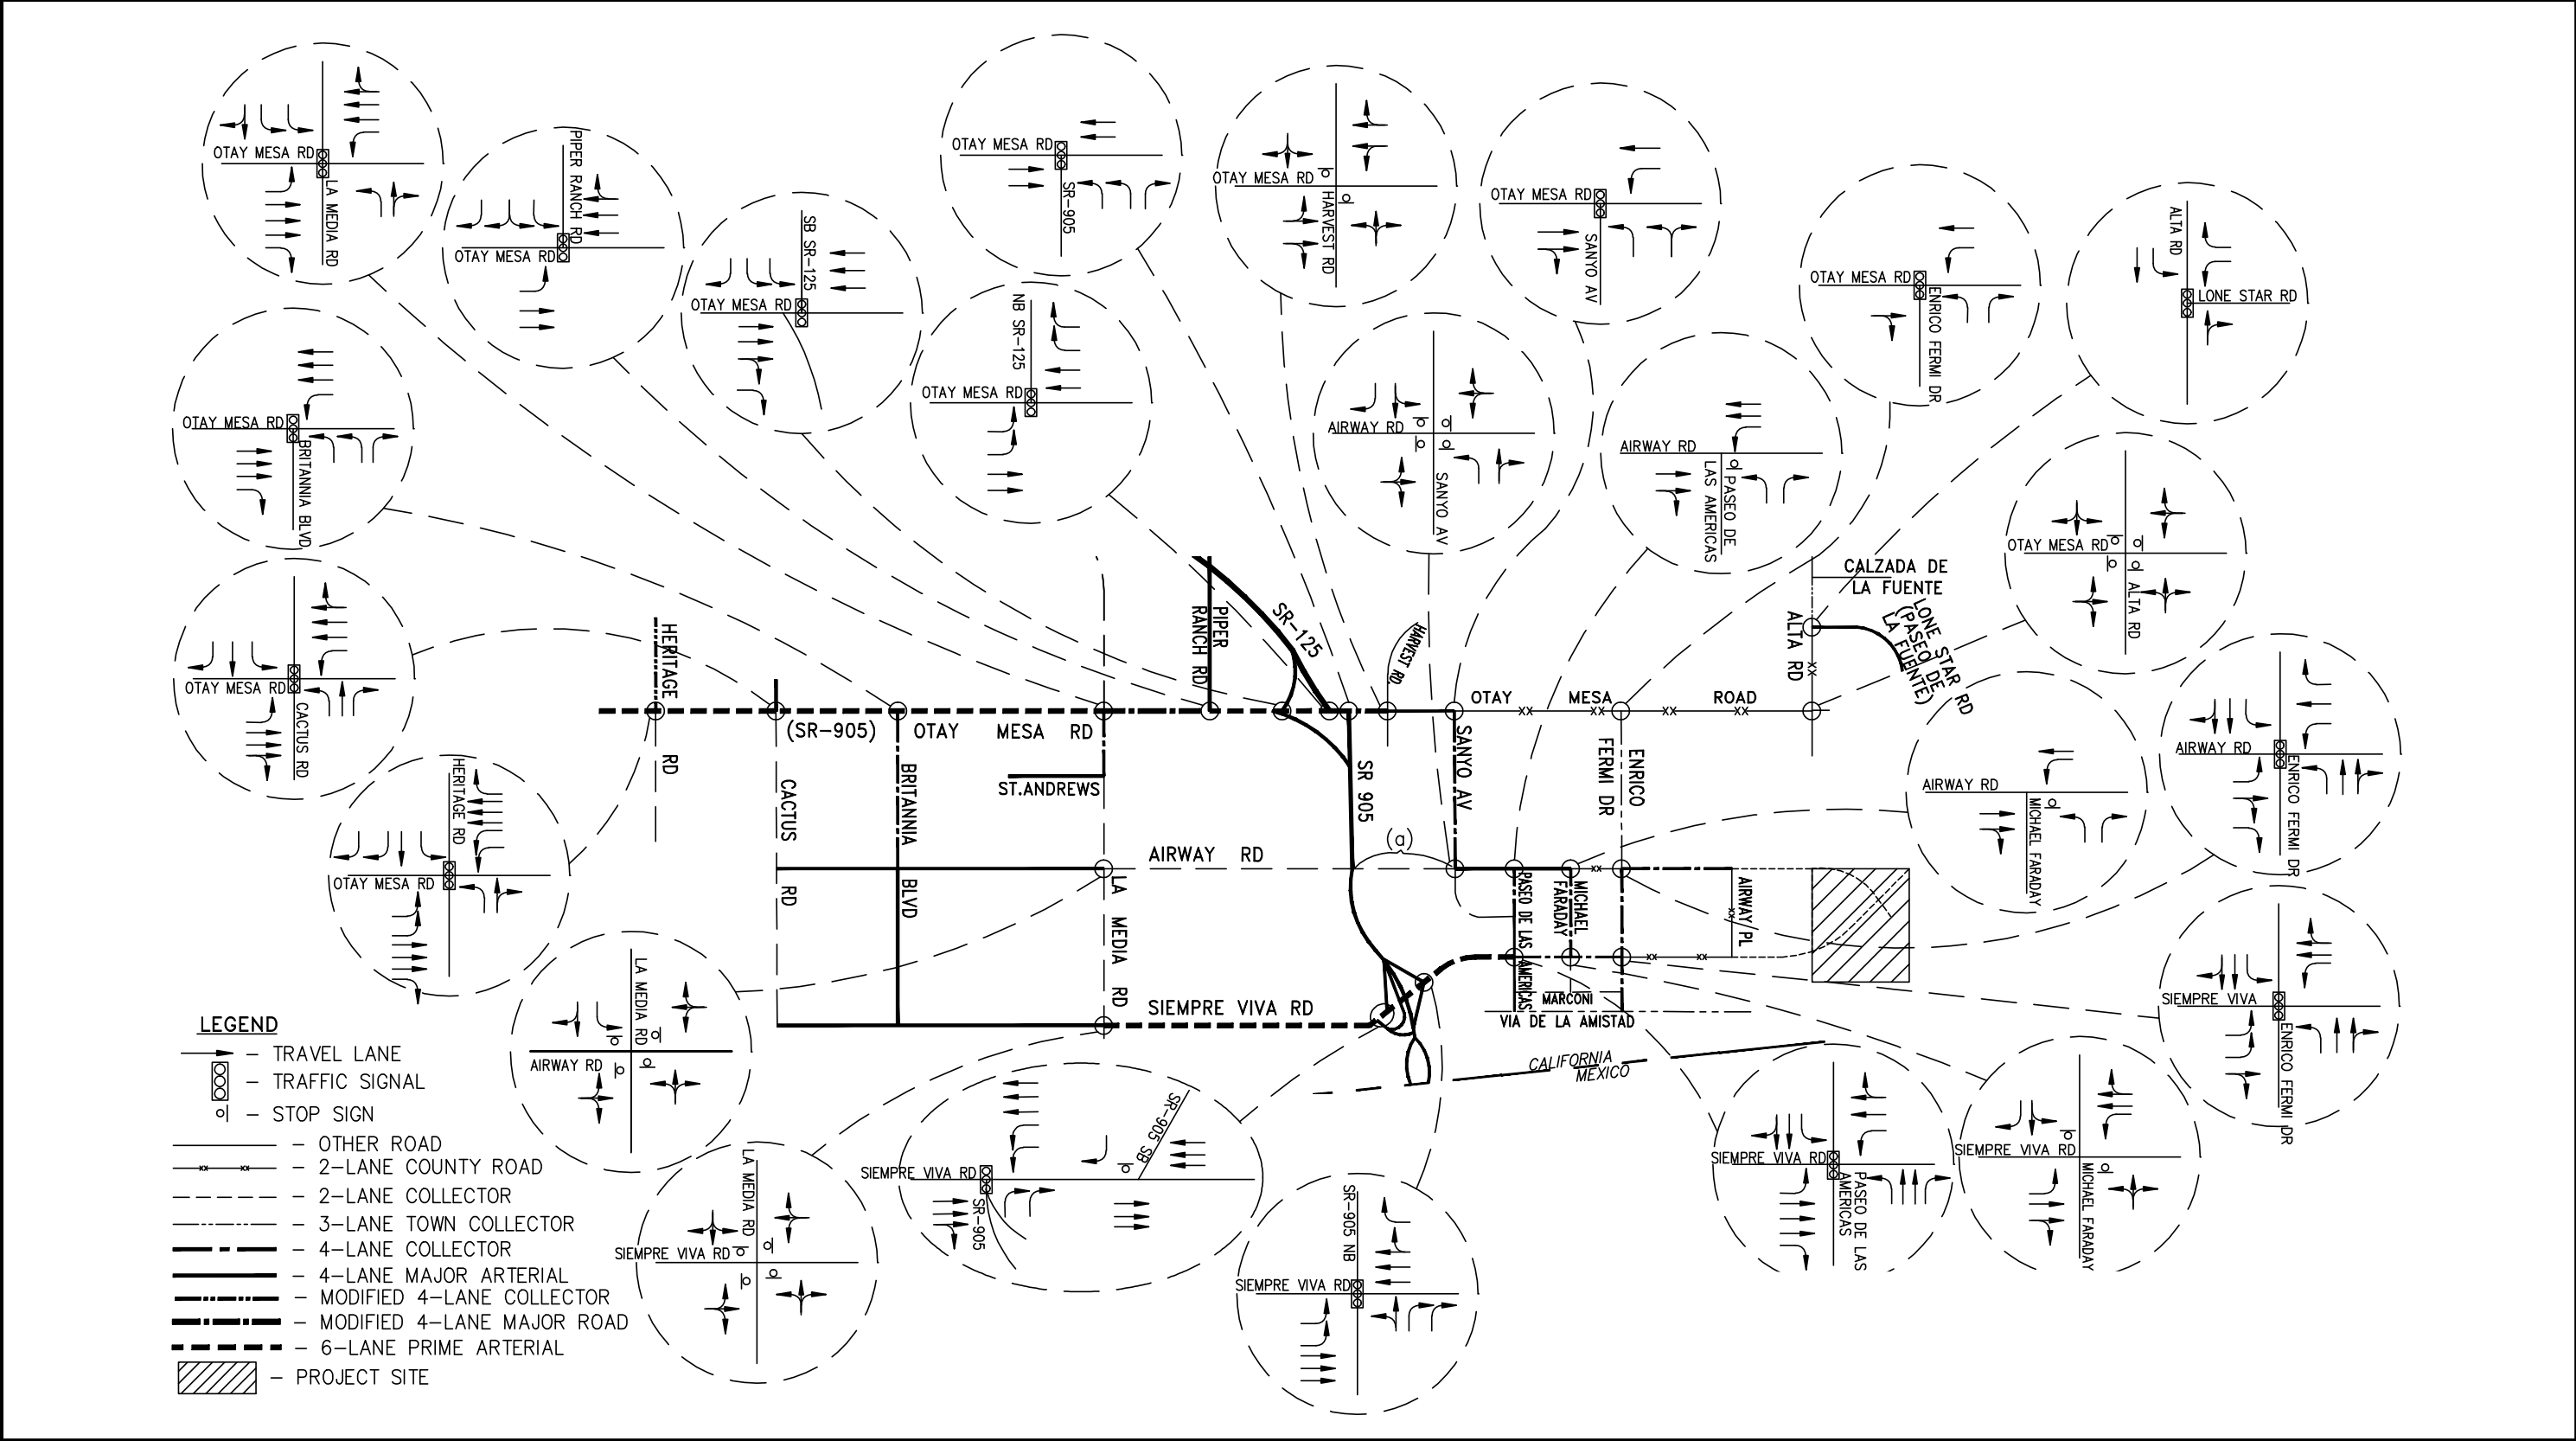 OTAY MESA RD
LA MEDIA RD
PIPER RANCH RD
OTAY MESA RD
SB SR-125
OTAY MESA RD
OTAY MESA RD
SR-905
NB SR-125
OTAY MESA RD
OTAY MESA RD
HARVEST RD
OTAY MESA RD
SANYO AV
OTAY MESA RD
ENRICO FERMI DR
ALTA RD
LONE STAR RD
OTAY MESA RD
BRITANNIA BLVD
AIRWAY RD
SANYO AV
AIRWAY RD
PASEO DE
LAS AMERICAS
OTAY MESA RD
ALTA RD
OTAY MESA RD
CACTUS RD
HERITAGE RD
OTAY MESA RD
AIRWAY RD
MICHAEL FARADAY
AIRWAY RD
ENRICO FERMI DR
LA MEDIA RD
AIRWAY RD
SIEMPRE VIVA
ENRICO FERMI DR
LA MEDIA RD
SIEMPRE VIVA RD
SIEMPRE VIVA RD
SR-905
SR-905 SB
SR-905 NB
SIEMPRE VIVA RD
SIEMPRE VIVA RD
PASEO DE LAS
AMERICAS
SIEMPRE VIVA RD
MICHAEL FARADAY
HERITAGE RD
CACTUS RD
(SR-905) OTAY MESA RD
BRITANNIA BLVD
ST.ANDREWS
LA MEDIA RD
PIPER
RANCH RD
SR-125
HARVEST RD.
SR 905
SANYO AV
OTAY MESA ROAD
ENRICO
FERMI DR
ALTA RD
CALZADA DE
LA FUENTE
LONE STAR RD
(PASEO DE
LA FUENTE)
AIRWAY RD
(a)
PASEO DE LAS AMERICAS
MICHAEL
FARADAY
AIRWAY PL
SIEMPRE VIVA RD
MARCONI
VIA DE LA AMISTAD
CALIFORNIA
MEXICO
LEGEND
- TRAVEL LANE
- TRAFFIC SIGNAL
- STOP SIGN
- OTHER ROAD
- 2-LANE COUNTY ROAD
- 2-LANE COLLECTOR
- 3-LANE TOWN COLLECTOR
- 4-LANE COLLECTOR
- 4-LANE MAJOR ARTERIAL
- MODIFIED 4-LANE COLLECTOR
- MODIFIED 4-LANE MAJOR ROAD
- 6-LANE PRIME ARTERIAL
- PROJECT SITE